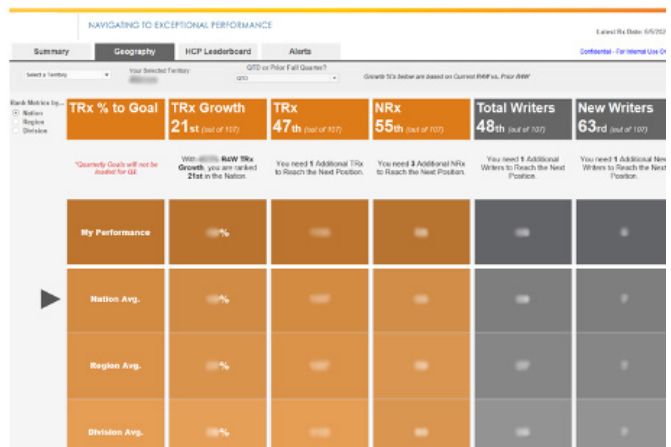 NAVIGATING TO EXCEPTIONAL PERFORMANCE
Latest Rx Date:
Summary Geography HCP Leaderboard Alerts
Confidential - For Internal Use
Select a Territory
Your Selected Territory
QTD or Prior Full Quarter?
QTD
Growth %'s below are based on Current R4W vs. Prior R4W
Rank Metrics by...
Nation
Region
Division
TRx % to Goal
TRx Growth
21st (out of 107)
TRx
47th (out of 107)
NRx
55th (out of 107)
Total Writers
48th (out of 107)
New Writers
63rd (out of 107)
*Quarterly Goals will not be
loaded for Q2.
With R4W TRx
Growth, you are ranked
21st in the Nation.
You need 1 Additional TRx
to Reach the Next Position.
You need 3 Additional NRx
to Reach the Next Position.
You need 1 Additional
Writers to Reach the Next
Position.
You need 1 Additional New
Writers to Reach the Next
Position.
My Performance %
Nation Avg. %
Region Avg.
Division Avg. %